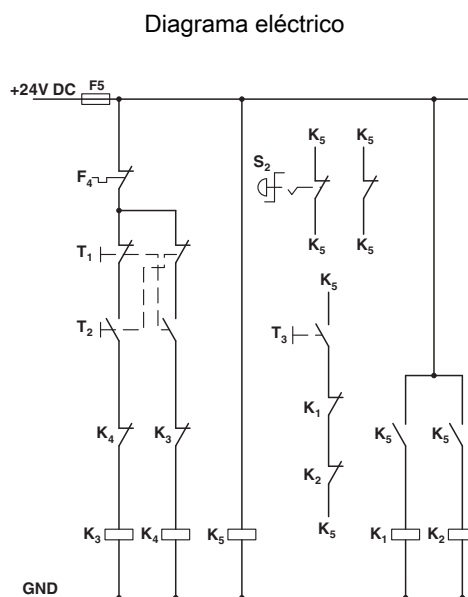 Diagrama eléctrico
+24V DC F5
K5 K5
S2
F4
K5 K5
T1
K5
T2 T3
K1
K4 K3 K5 K5
K2
K5
K3 K4 K5 K1 K2
GND